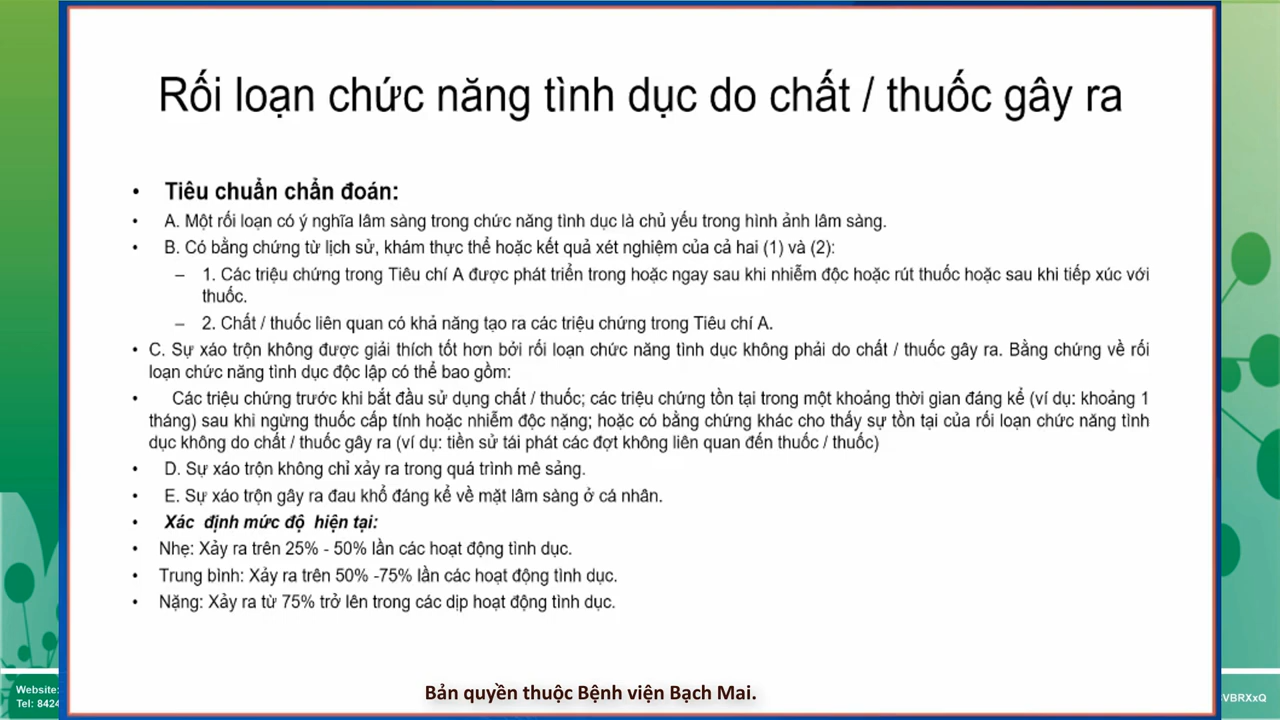 Rối loạn chức năng tình dục do chất / thuốc gây ra
• Tiêu chuẩn chẩn đoán:
• A. Một rối loạn có ý nghĩa lâm sàng trong chức năng tình dục là chủ yếu trong hình ảnh lâm sàng.
• B. Có bằng chứng từ lịch sử, khám thực thể hoặc kết quả xét nghiệm của cả hai (1) và (2):
– 1. Các triệu chứng trong Tiêu chí A được phát triển trong hoặc ngay sau khi nhiễm độc hoặc rút thuốc hoặc sau khi tiếp xúc với
thuốc.
– 2. Chất / thuốc liên quan có khả năng tạo ra các triệu chứng trong Tiêu chí A.
• C. Sự xáo trộn không được giải thích tốt hơn bởi rối loạn chức năng tình dục không phải do chất / thuốc gây ra. Bằng chứng về rối
loạn chức năng tình dục độc lập có thể bao gồm:
• Các triệu chứng trước khi bắt đầu sử dụng chất / thuốc; các triệu chứng tồn tại trong một khoảng thời gian đáng kể (ví dụ: khoảng 1
tháng) sau khi ngừng thuốc cấp tính hoặc nhiễm độc nặng; hoặc có bằng chứng khác cho thấy sự tồn tại của rối loạn chức năng tình
dục không do chất / thuốc gây ra (ví dụ: tiền sử tái phát các đợt không liên quan đến thuốc / thuốc)
• D. Sự xáo trộn không chỉ xảy ra trong quá trình mê sảng.
• E. Sự xáo trộn gây ra đau khổ đáng kể về mặt lâm sàng ở cá nhân.
• Xác định mức độ hiện tại:
• Nhẹ: Xảy ra trên 25% - 50% lần các hoạt động tình dục.
• Trung bình: Xảy ra trên 50% -75% lần các hoạt động tình dục.
• Nặng: Xảy ra từ 75% trở lên trong các dịp hoạt động tình dục.
Bản quyền thuộc Bệnh viện Bạch Mai.
Website:
Tel: 8424
VBRXxQ